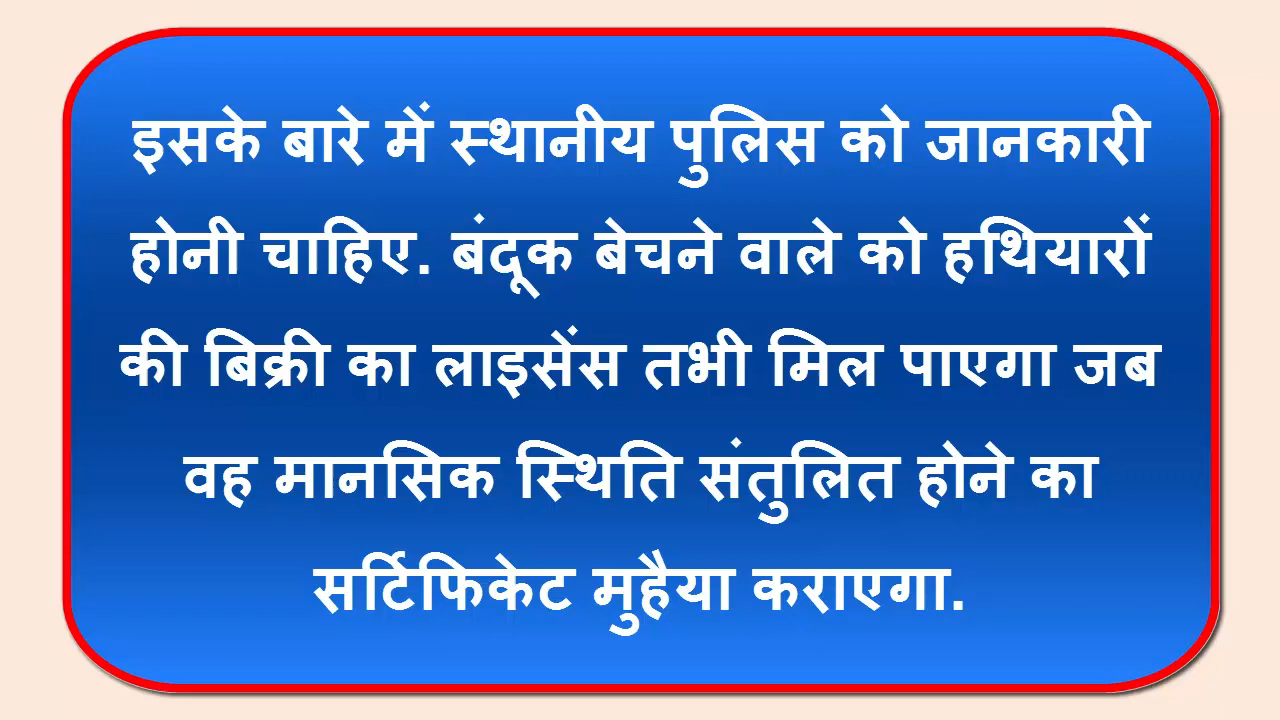 इसके बारे में स्थानीय पुलिस को जानकारी
होनी चाहिए. बंदूक बेचने वाले को हथियारों
की बिक्री का लाइसेंस तभी मिल पाएगा जब
वह मानसिक स्थिति संतुलित होने का
सर्टिफिकेट मुहैया कराएगा.